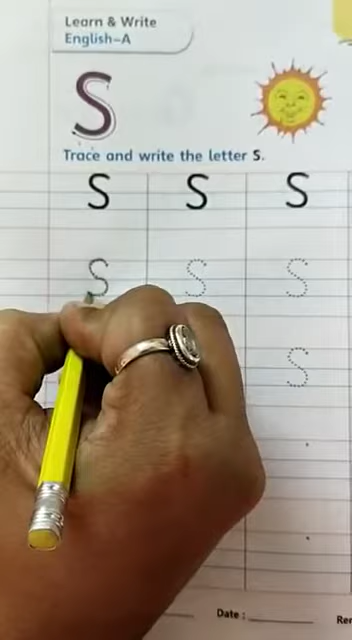 Learn & Write
English-A
S
Trace and write the letter S.
S S S
S S S
S
Date :